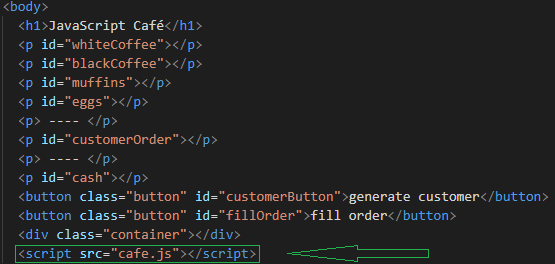 <body>
<h1>JavaScript Café</h1>
<p id="whiteCoffee"></p>
<p id="blackCoffee"></p>
<p id="muffins"></p>
<p id="eggs"></p>
<p> ---- </p>
<p id="customerOrder"></p>
<p> ---- </p>
<p id="cash"></p>
<button class="button" id="customerButton">generate customer</button>
<button class="button" id="fillOrder">fill order</button>
<div class="container"></div>
<script src="cafe.js"></script>